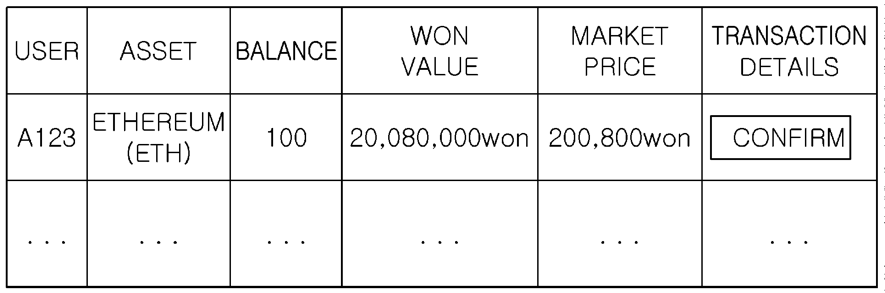 USER ASSET BALANCE WON VALUE MARKET PRICE TRANSACTION DETAILS
A123 ETHEREUM (ETH) 100 20,080,000won 200,800won CONFIRM
... ... ... ... ... ...